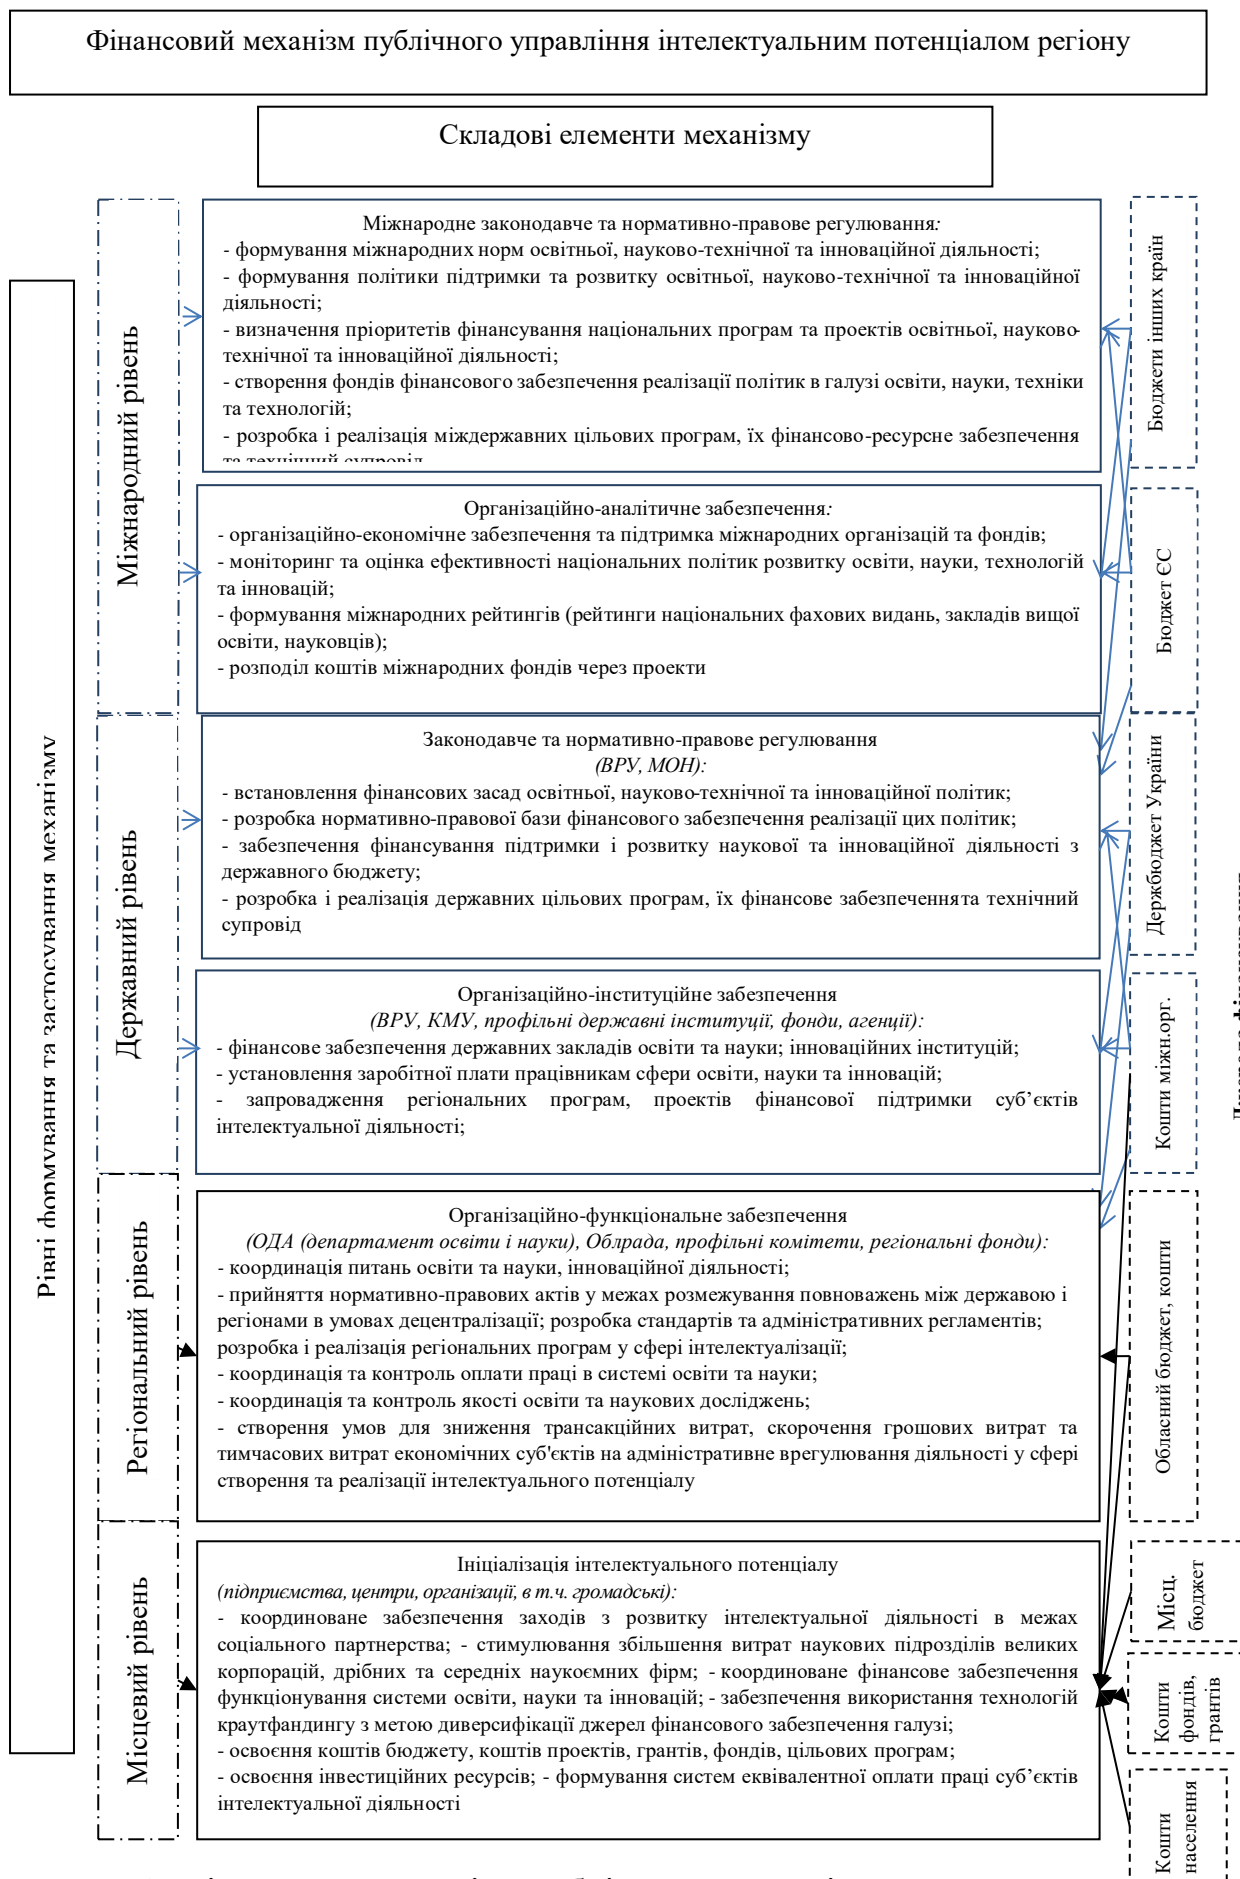 Фінансовий механізм публічного управління інтелектуальним потенціалом регіону
Складові елементи механізму
Рівні формування та застосування механізму
Міжнародний рівень
Міжнародне законодавче та нормативно-правове регулювання:
- формування міжнародних норм освітньої, науково-технічної та інноваційної діяльності;
- формування політики підтримки та розвитку освітньої, науково-технічної та інноваційної
діяльності;
- визначення пріоритетів фінансування національних програм та проектів освітньої, науково-
технічної та інноваційної діяльності;
- створення фондів фінансового забезпечення реалізації політик в галузі освіти, науки, техніки
та технологій;
- розробка і реалізація міждержавних цільових програм, їх фінансово-ресурсне забезпечення
та технічний супровід
Організаційно-аналітичне забезпечення:
- організаційно-економічне забезпечення та підтримка міжнародних організацій та фондів;
- моніторинг та оцінка ефективності національних політик розвитку освіти, науки, технологій
та інновацій;
- формування міжнародних рейтингів (рейтинги національних фахових видань, закладів вищої
освіти, науковців);
- розподіл коштів міжнародних фондів через проекти
Державний рівень
Законодавче та нормативно-правове регулювання
(ВРУ, МОН):
- встановлення фінансових засад освітньої, науково-технічної та інноваційної політик;
- розробка нормативно-правової бази фінансового забезпечення реалізації цих політик;
- забезпечення фінансування підтримки і розвитку наукової та інноваційної діяльності з
державного бюджету;
- розробка і реалізація державних цільових програм, їх фінансове забезпечення та технічний
супровід
Організаційно-інституційне забезпечення
(ВРУ, КМУ, профільні державні інституції, фонди, агенції):
- фінансове забезпечення державних закладів освіти та науки; інноваційних інституцій;
- установлення заробітної плати працівникам сфери освіти, науки та інновацій;
- запровадження регіональних програм, проектів фінансової підтримки суб’єктів
інтелектуальної діяльності;
Регіональний рівень
Організаційно-функціональне забезпечення
(ОДА (департамент освіти і науки), Облрада, профільні комітети, регіональні фонди):
- координація питань освіти та науки, інноваційної діяльності;
- прийняття нормативно-правових актів у межах розмежування повноважень між державою і
регіонами в умовах децентралізації; розробка стандартів та адміністративних регламентів;
розробка і реалізація регіональних програм у сфері інтелектуалізації;
- координація та контроль оплати праці в системі освіти та науки;
- координація та контроль якості освіти та наукових досліджень;
- створення умов для зниження трансакційних витрат, скорочення грошових витрат та
тимчасових витрат економічних суб'єктів на адміністративне врегулювання діяльності у сфері
створення та реалізації інтелектуального потенціалу
Місцевий рівень
Ініціалізація інтелектуального потенціалу
(підприємства, центри, організації, в т.ч. громадські):
- координоване забезпечення заходів з розвитку інтелектуальної діяльності в межах
соціального партнерства; - стимулювання збільшення витрат наукових підрозділів великих
корпорацій, дрібних та середніх наукоємних фірм; - координоване фінансове забезпечення
функціонування системи освіти, науки та інновацій; - забезпечення використання технологій
краутфандингу з метою диверсифікації джерел фінансового забезпечення галузі;
- освоєння коштів бюджету, коштів проектів, грантів, фондів, цільових програм;
- освоєння інвестиційних ресурсів; - формування систем еквівалентної оплати праці суб’єктів
інтелектуальної діяльності
Бюджети інших країн
Бюджет ЄС
Держбюджет України
Кошти міжн.орг.
Обласний бюджет, кошти
Місц.
бюджет
Кошти
фондів,
грантів
Кошти
населення